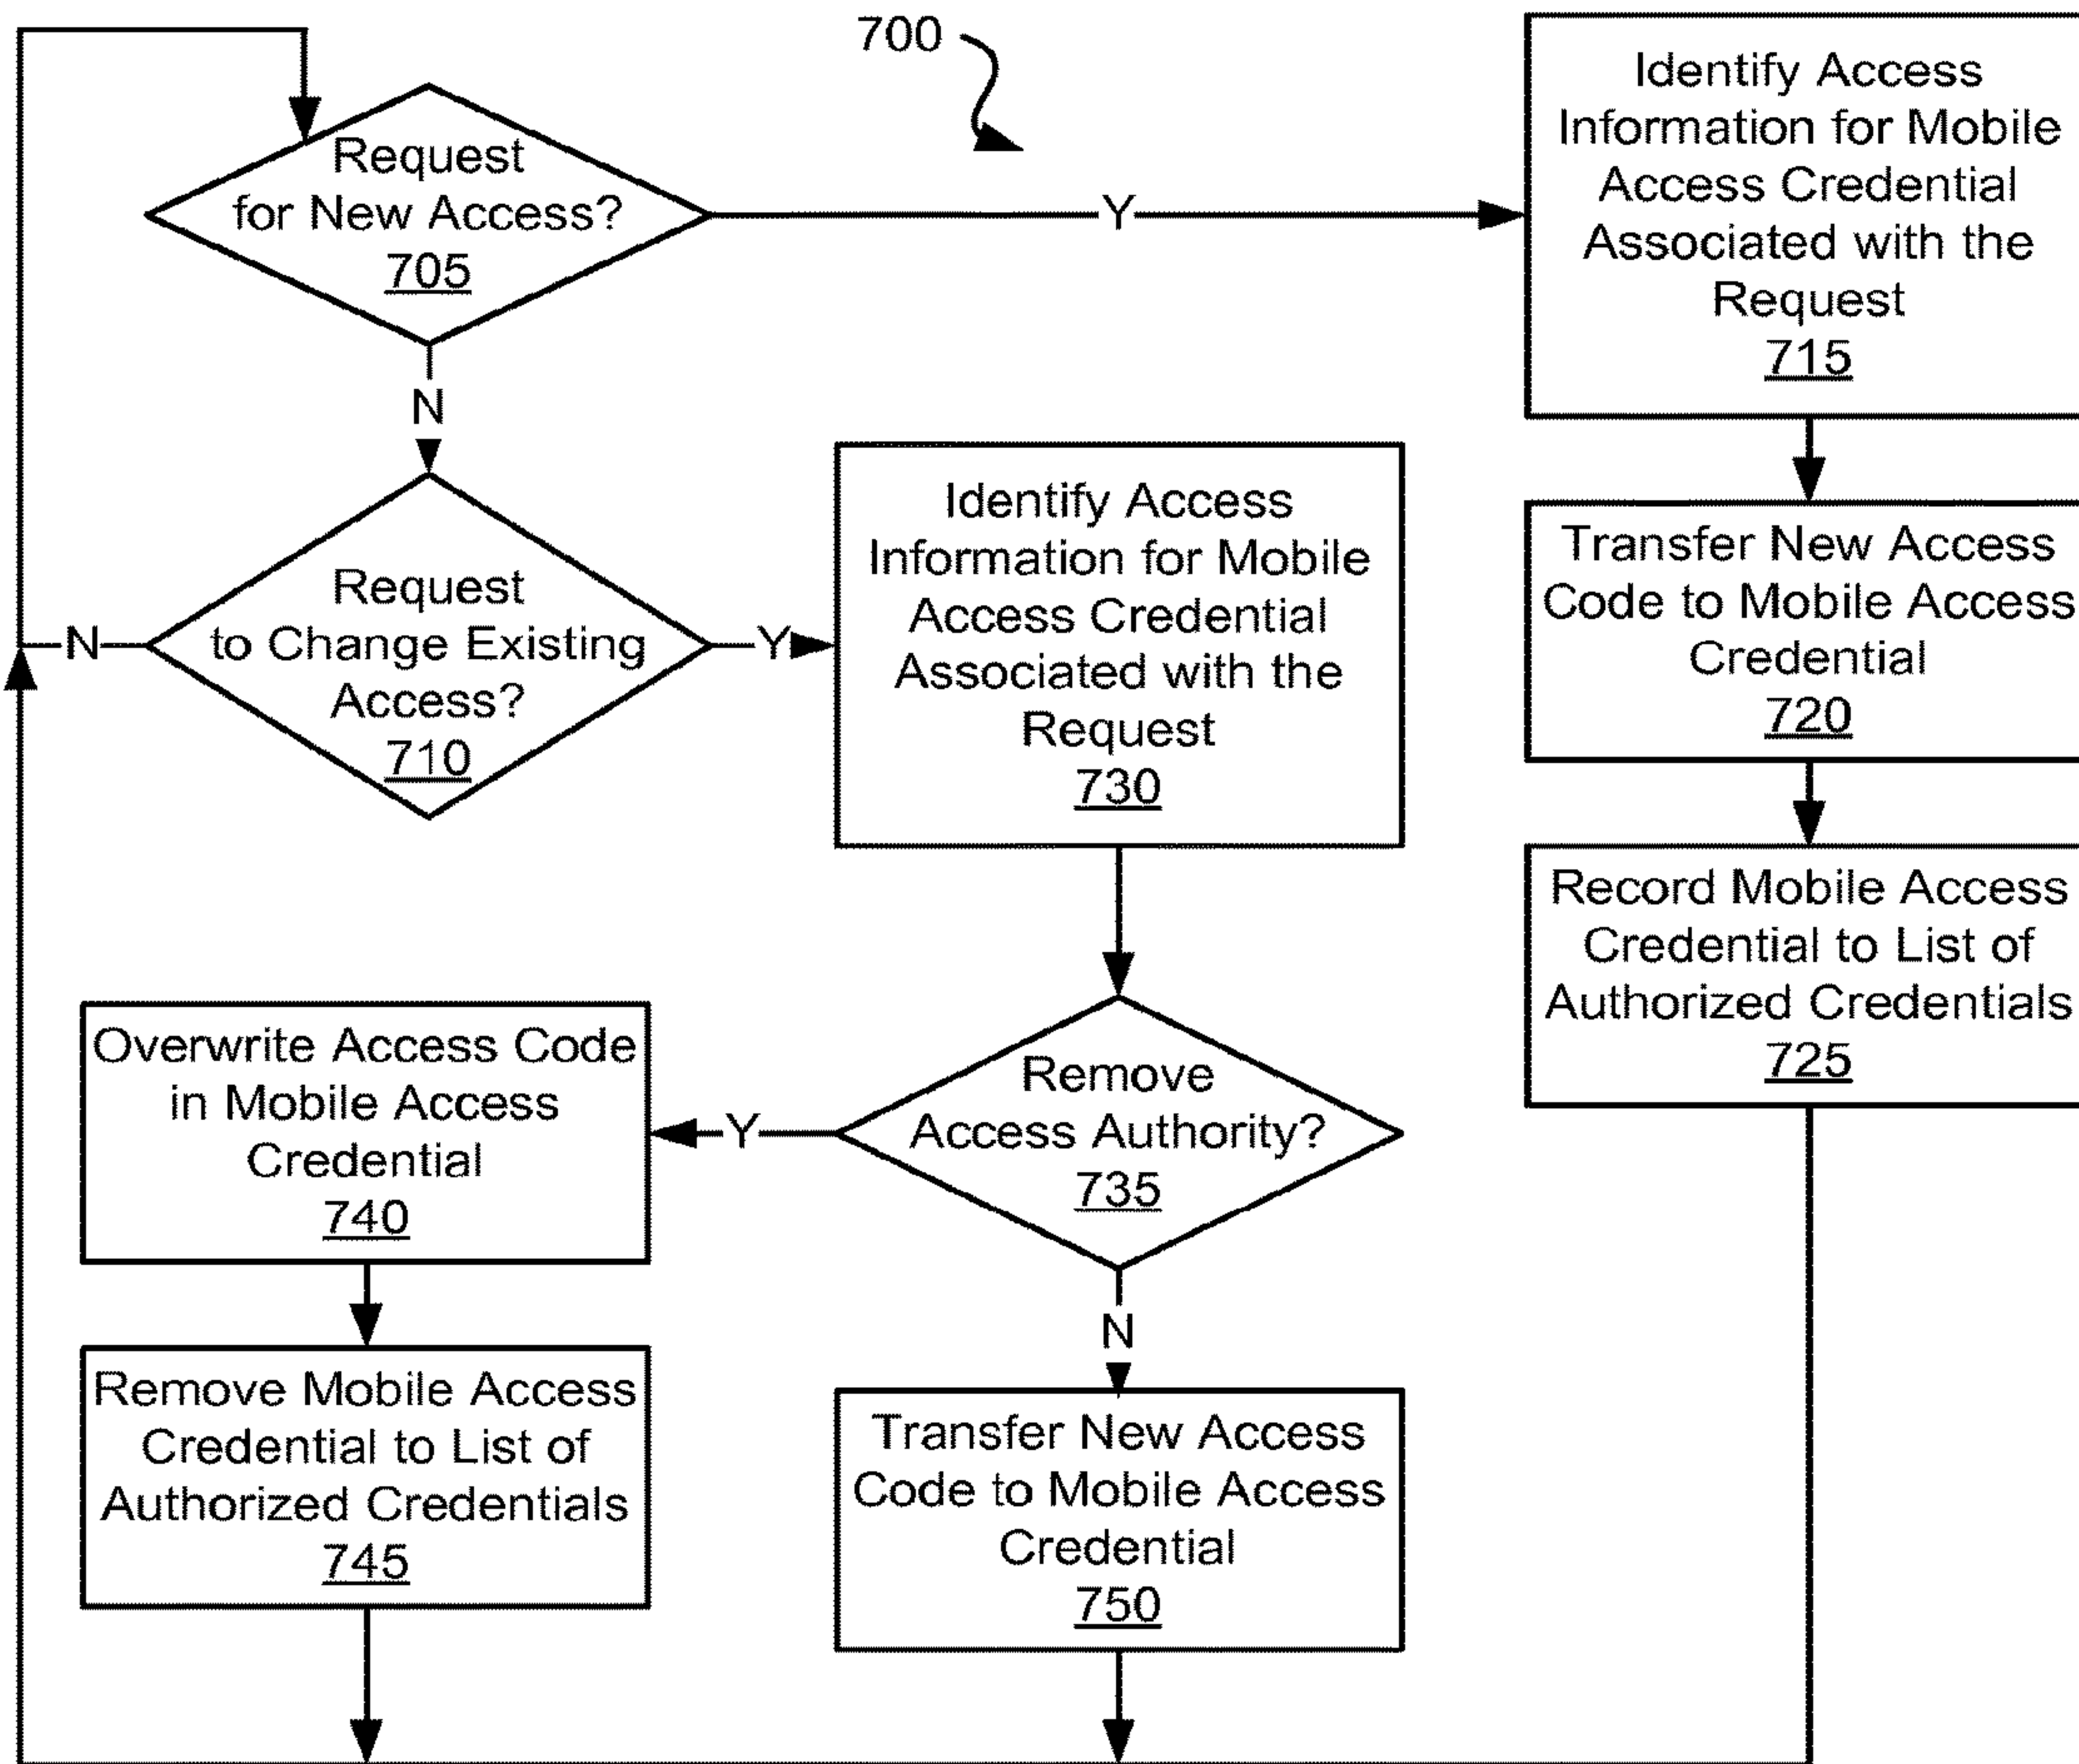 700
Request
for New Access?
705
Y
Identify Access
Information for Mobile
Access Credential
Associated with the
Request
715
N
Request
to Change Existing
Access?
710
N
Y
Identify Access
Information for Mobile
Access Credential
Associated with the
Request
730
Transfer New Access
Code to Mobile Access
Credential
720
Record Mobile Access
Credential to List of
Authorized Credentials
725
Remove
Access Authority?
735
Y
Overwrite Access Code
in Mobile Access
Credential
740
N
Remove Mobile Access
Credential to List of
Authorized Credentials
745
Transfer New Access
Code to Mobile Access
Credential
750